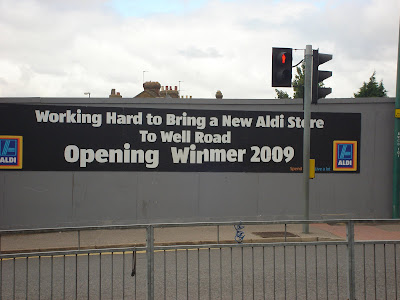 Working Hard to Bring a New Aldi Store
To Well Road
Opening Winmer 2009
ALDI
ALDI